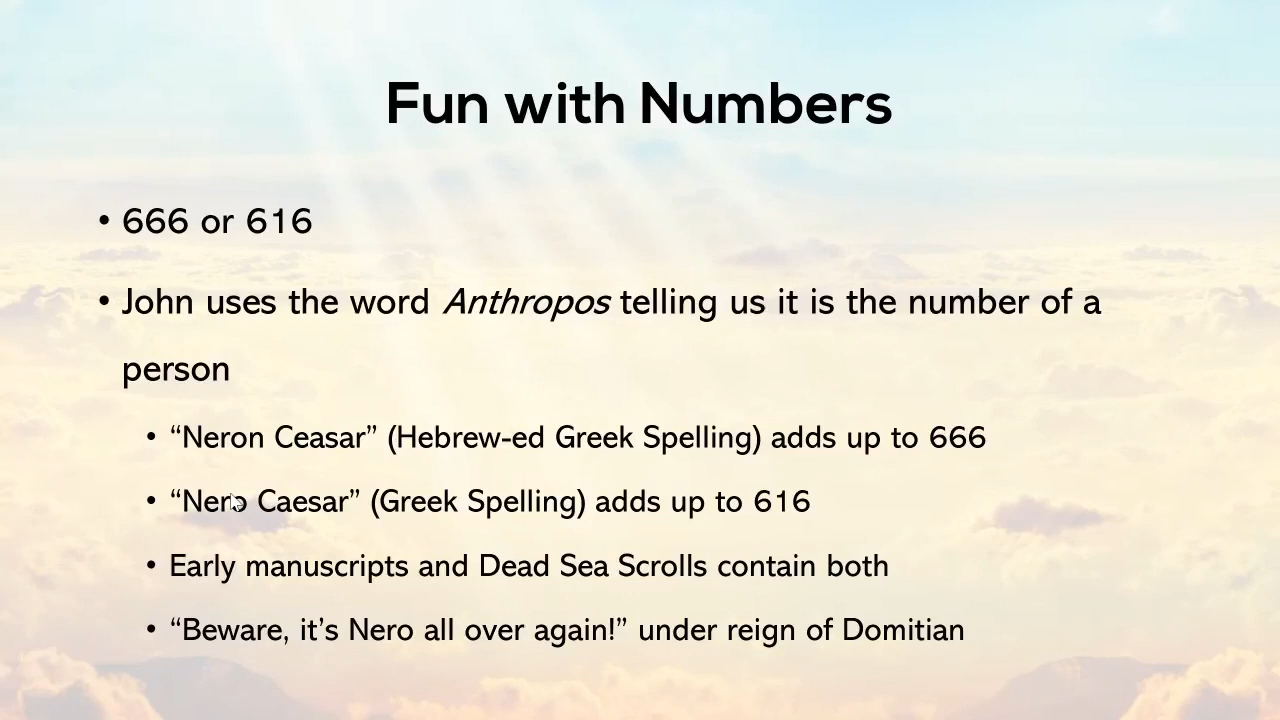 Fun with Numbers
• 666 or 616
• John uses the word Anthropos telling us it is the number of a
person
• “Neron Ceasar” (Hebrew-ed Greek Spelling) adds up to 666
• “Nero Caesar” (Greek Spelling) adds up to 616
• Early manuscripts and Dead Sea Scrolls contain both
• “Beware, it’s Nero all over again!” under reign of Domitian